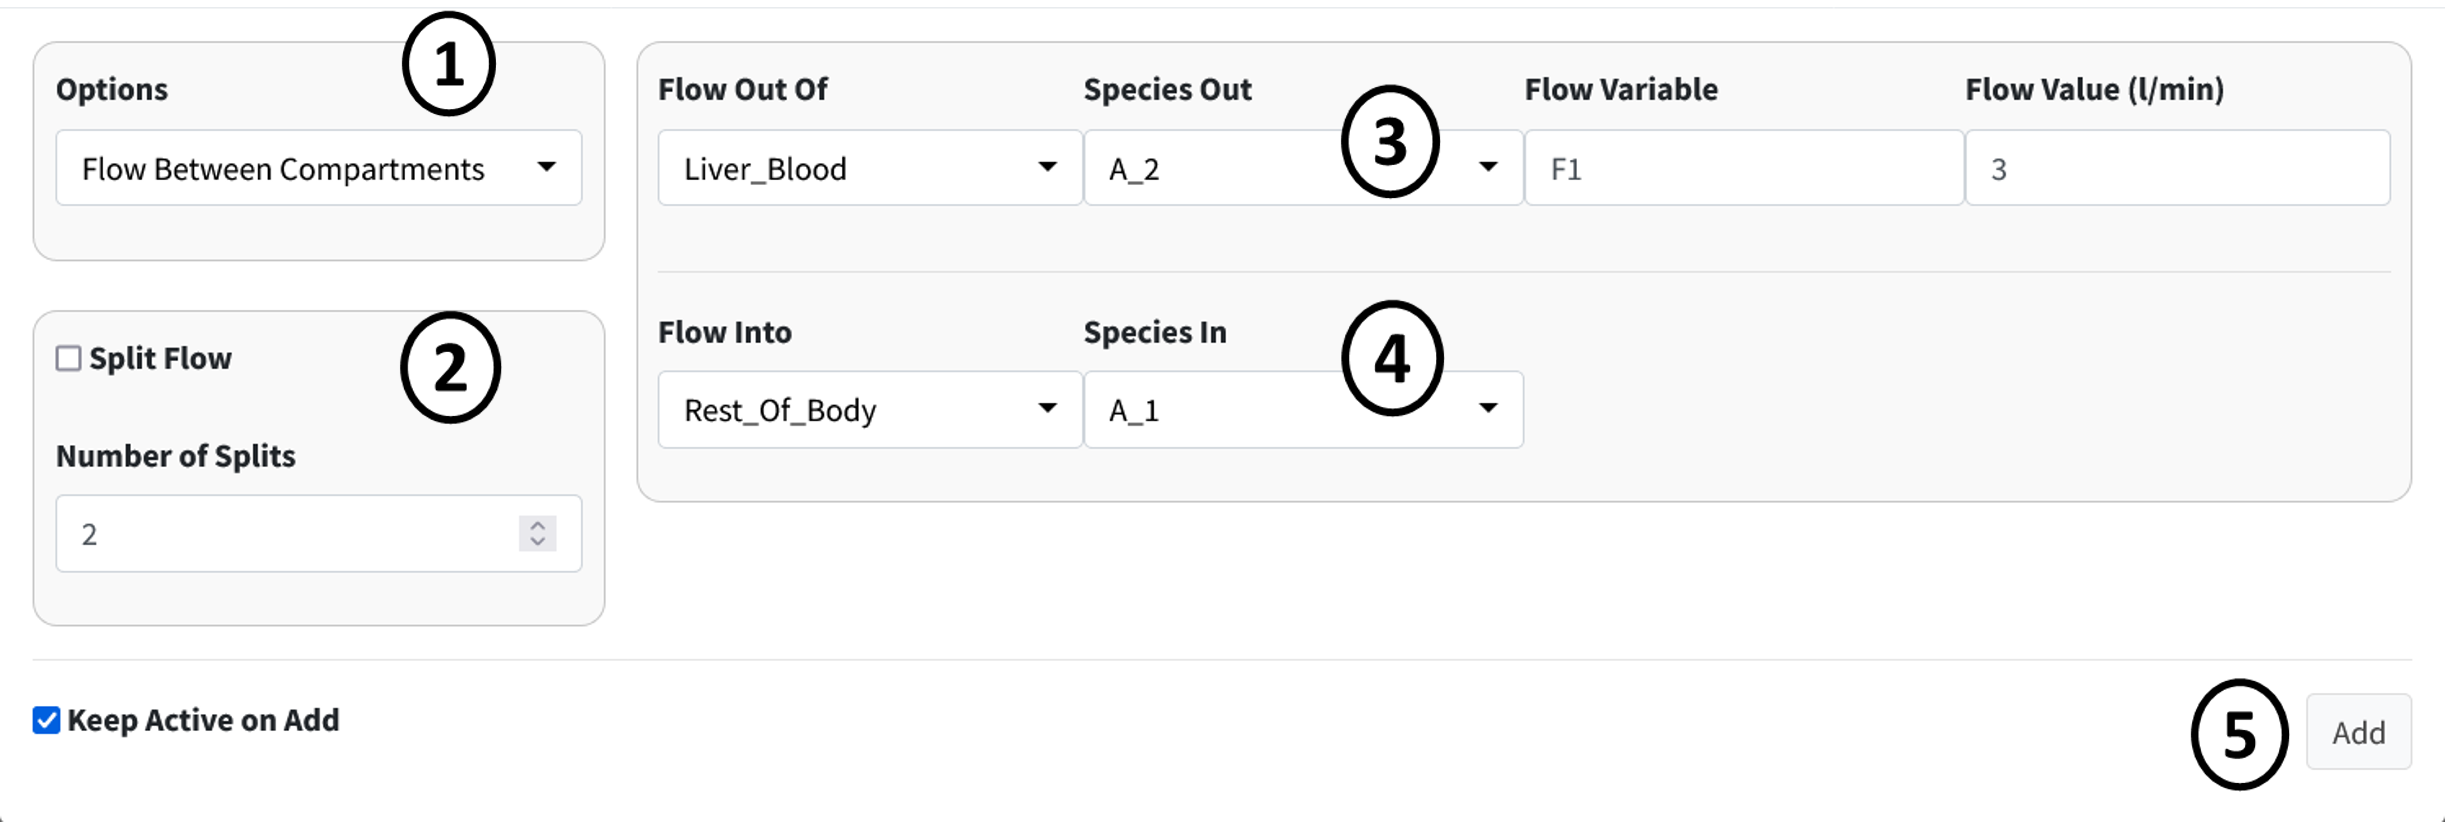 Options
1
Flow Between Compartments
Split Flow
2
Number of Splits
2
Flow Out Of Species Out Flow Variable Flow Value (l/min)
3
Liver_Blood A_2 F1 3
Flow Into Species In
4
Rest_Of_Body A_1
Keep Active on Add
5
Add